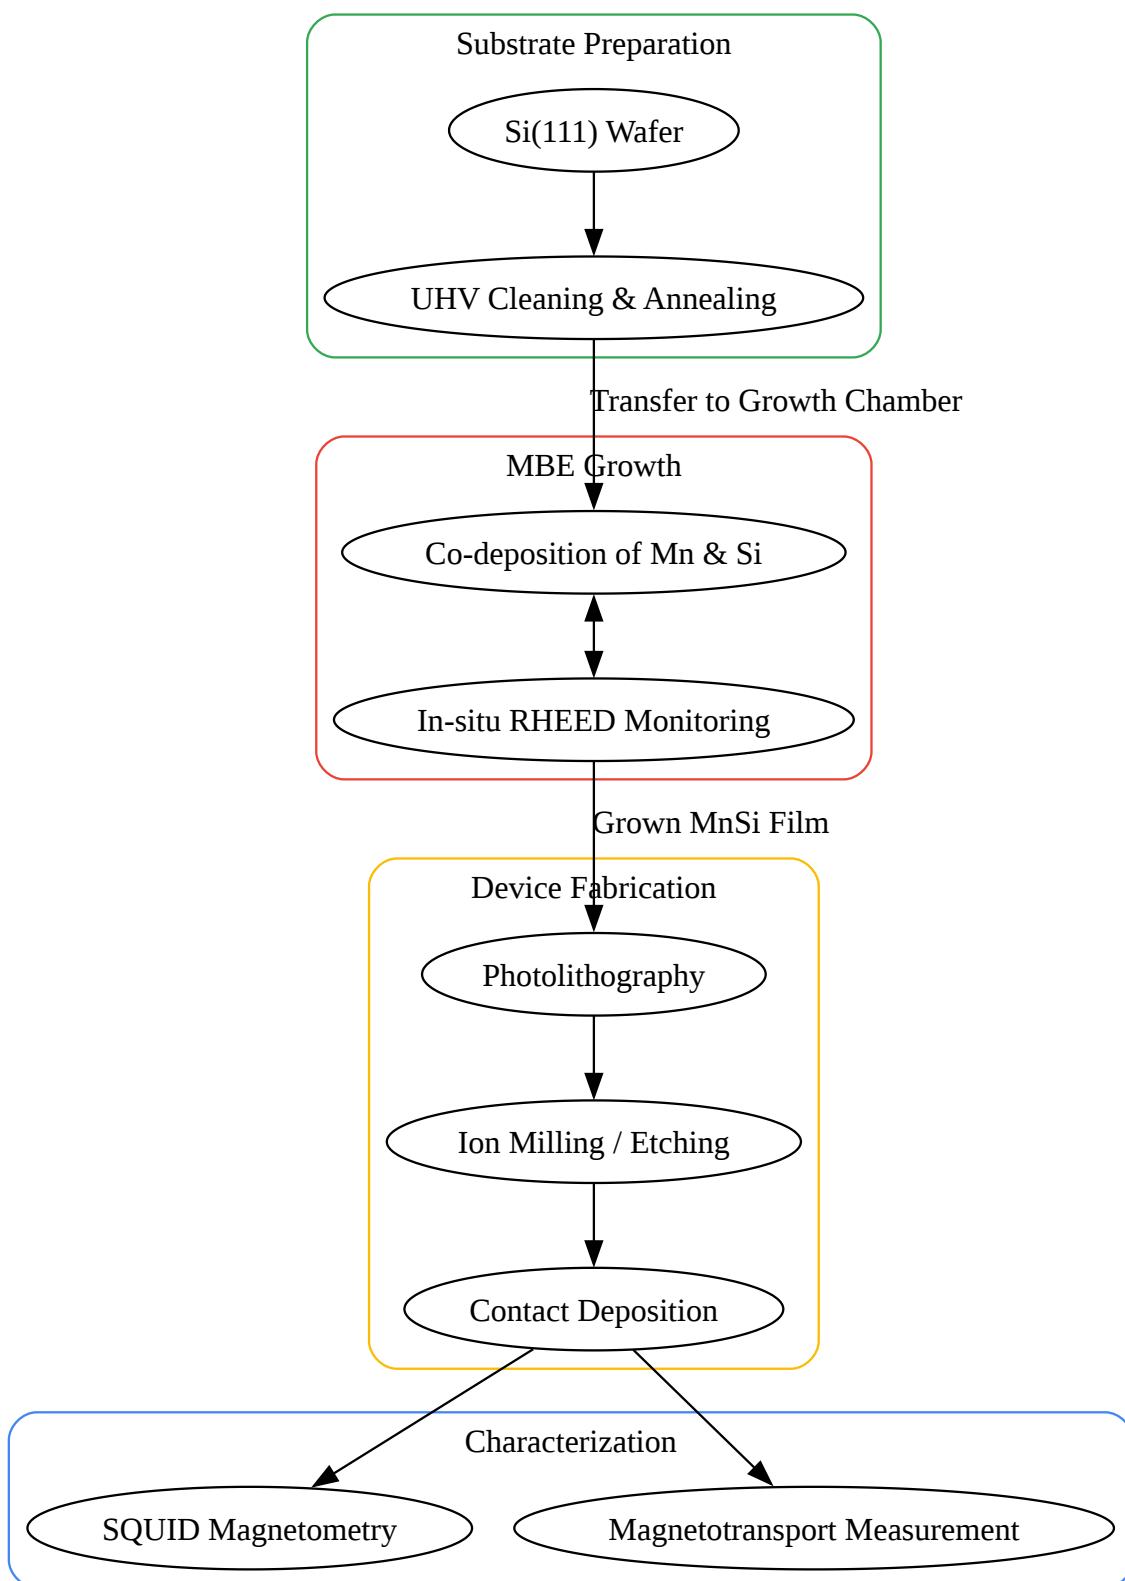 Substrate Preparation
Si(111) Wafer
UHV Cleaning & Annealing
Transfer to Growth Chamber
MBE Growth
Co-deposition of Mn & Si
In-situ RHEED Monitoring
Grown MnSi Film
Device Fabrication
Photolithography
Ion Milling / Etching
Contact Deposition
Characterization
SQUID Magnetometry
Magnetotransport Measurement